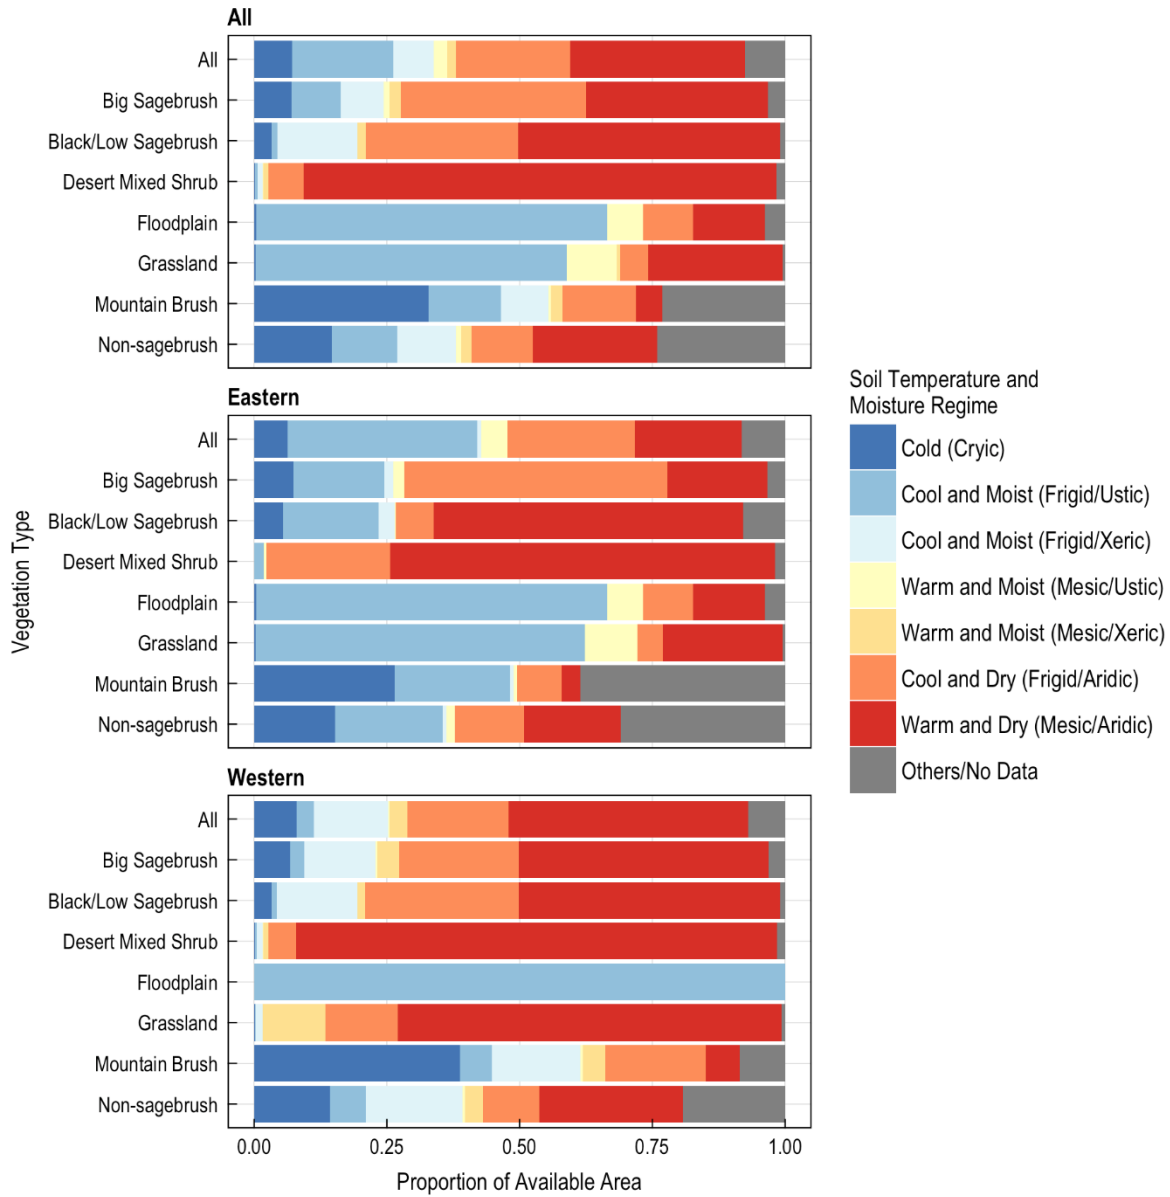 All
All
Big Sagebrush
Black/Low Sagebrush
Desert Mixed Shrub
Floodplain
Grassland
Mountain Brush
Non-sagebrush
Eastern
All
Big Sagebrush
Black/Low Sagebrush
Desert Mixed Shrub
Floodplain
Grassland
Mountain Brush
Non-sagebrush
Western
All
Big Sagebrush
Black/Low Sagebrush
Desert Mixed Shrub
Floodplain
Grassland
Mountain Brush
Non-sagebrush
0.00 0.25 0.50 0.75 1.00
Proportion of Available Area
Vegetation Type
Soil Temperature and
Moisture Regime
Cold (Cryic)
Cool and Moist (Frigid/Ustic)
Cool and Moist (Frigid/Xeric)
Warm and Moist (Mesic/Ustic)
Warm and Moist (Mesic/Xeric)
Cool and Dry (Frigid/Aridic)
Warm and Dry (Mesic/Aridic)
Others/No Data